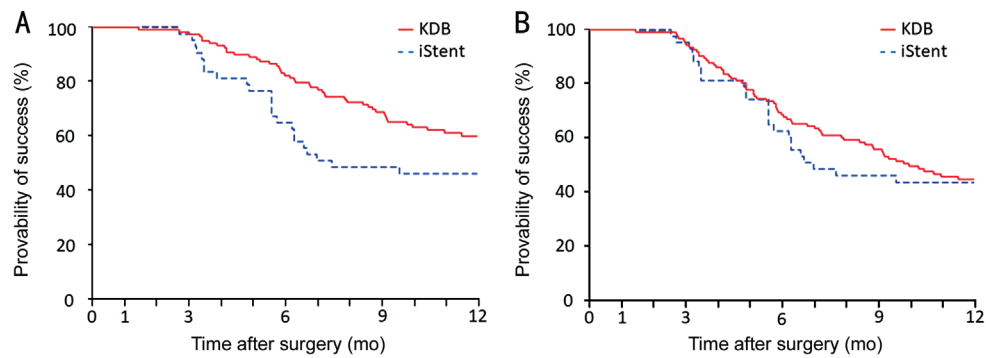 A
KDB
iStent
Provability of success (%)
100
80
60
40
20
0
0 1 3 6 9 12
Time after surgery (mo)
B
KDB
iStent
Provability of success (%)
100
80
60
40
20
0
0 1 3 6 9 12
Time after surgery (mo)